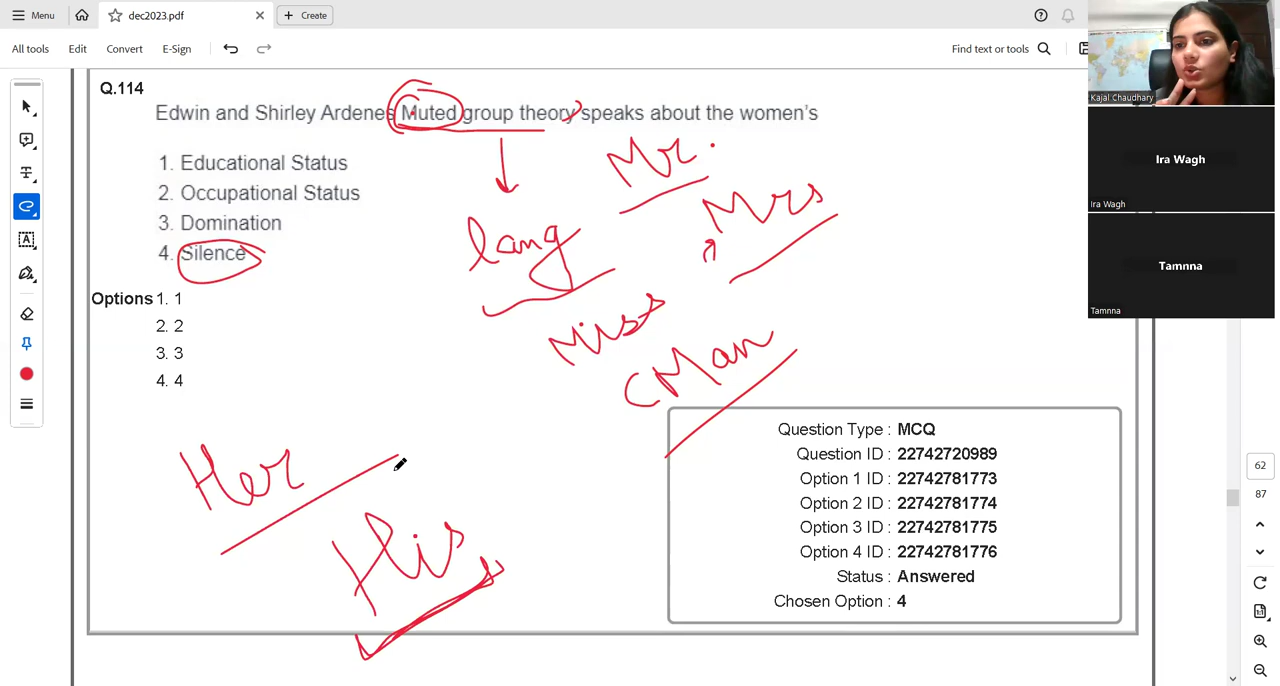 Menu
dec2023.pdf
Create
All tools Edit Convert E-Sign
Find text or tools
Q.114
Edwin and Shirley Ardenes Muted group theory speaks about the women's
1. Educational Status
2. Occupational Status
3. Domination
4. Silence
Options 1. 1
2. 2
3. 3
4. 4
lang
Mr.
Mrs
Man
Her
His
Question Type : MCQ
Question ID : 22742720989
Option 1 ID : 22742781773
Option 2 ID : 22742781774
Option 3 ID : 22742781775
Option 4 ID : 22742781776
Status : Answered
Chosen Option : 4
Kajal Chaudhary
Ira Wagh
Ira Wagh
Tamnna
Tamnna
62
87